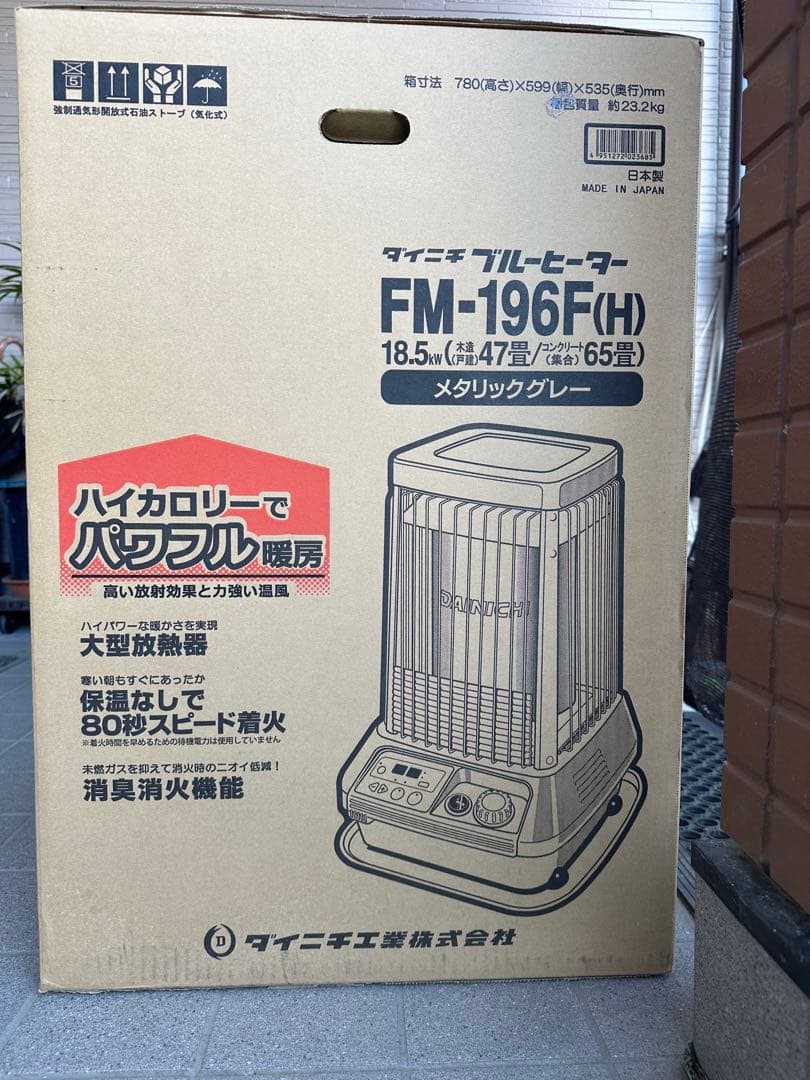 5
強制通気形開放式石油ストーブ（気化式）
箱寸法　780(高さ)×599(幅)×535(奥行)mm
梱包質量　約23.2kg
4951272023683
日本製
MADE IN JAPAN
ダイニチ ブルーヒーター
FM-196F(H)
18.5kW(木造(戸建)47畳/コンクリート(集合)65畳)
メタリックグレー
ハイカロリーで
パワフル暖房
高い放射効果と力強い温風
ハイパワーな暖かさを実現
大型放熱器
寒い朝もすぐにあったか
保温なしで
80秒スピード着火
※着火時間を早めるための待機電力は使用していません
未燃ガスを抑えて消火時のニオイ低減！
消臭消火機能
DAINICHI
D ダイニチ工業株式会社